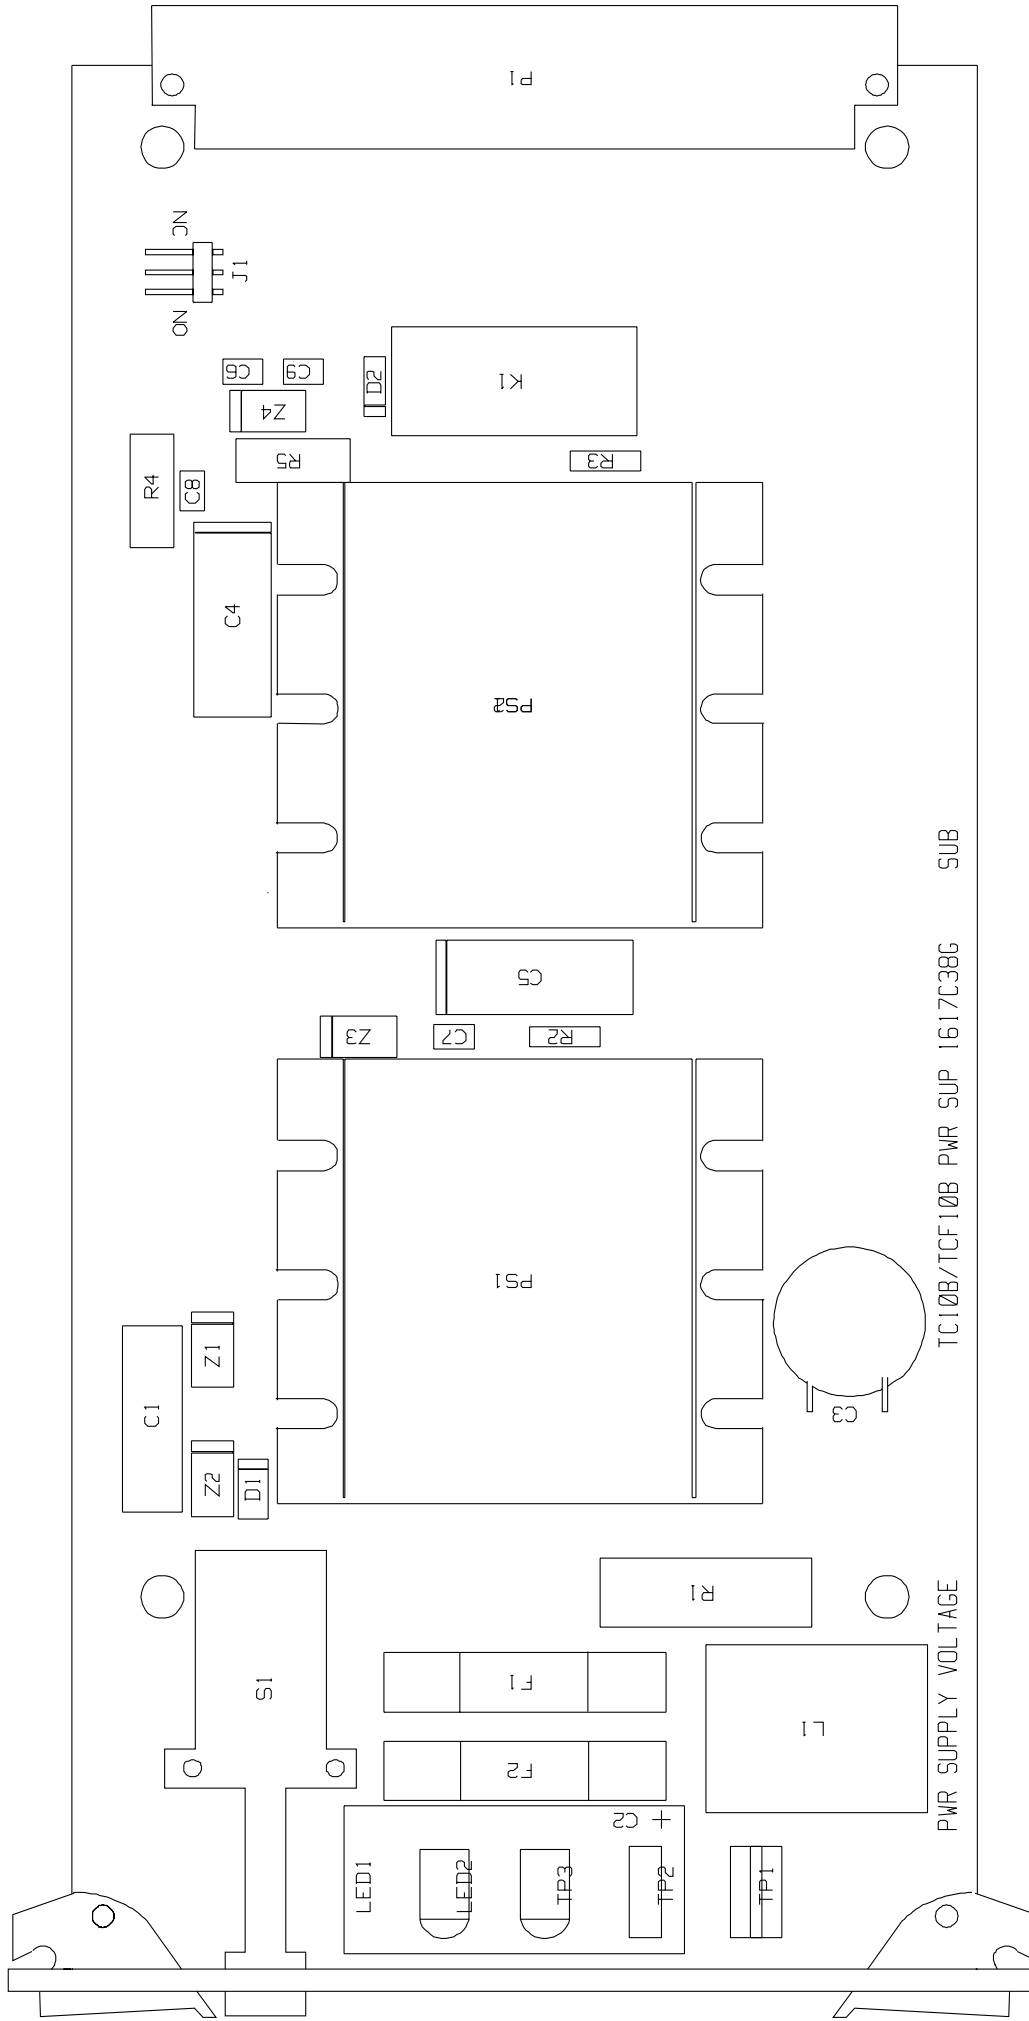 P1
NC
J1
NO
C6
C9
D2
K1
Z4
R4
R5
R3
C8
C4
PS2
SUB
C5
Z3
C7
R2
TC10B/TCF10B PWR SUP 1617C38G
PS1
Z1
C1
C3
Z2
D1
R1
PWR SUPPLY VOLTAGE
S1
F1
L1
F2
C2 +
LED1
LED2
TP3
TP2
TP1